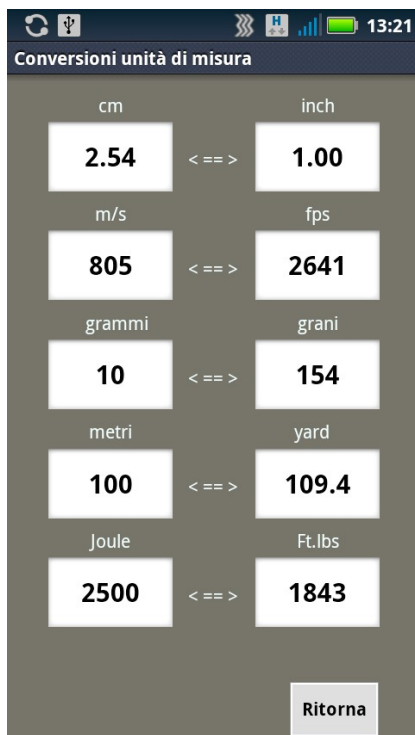 H 13:21
Conversioni unità di misura
cm inch
2.54 < == > 1.00
m/s fps
805 < == > 2641
grammi grani
10 < == > 154
metri yard
100 < == > 109.4
Joule Ft.lbs
2500 < == > 1843
Ritorna